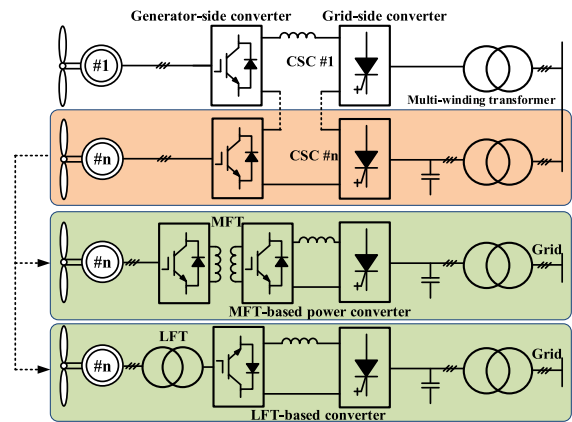 Generator-side converter
Grid-side converter
#1
CSC #1
Multi-winding transformer
#n
CSC #n
MFT
#n
Grid
MFT-based power converter
LFT
#n
Grid
LFT-based converter